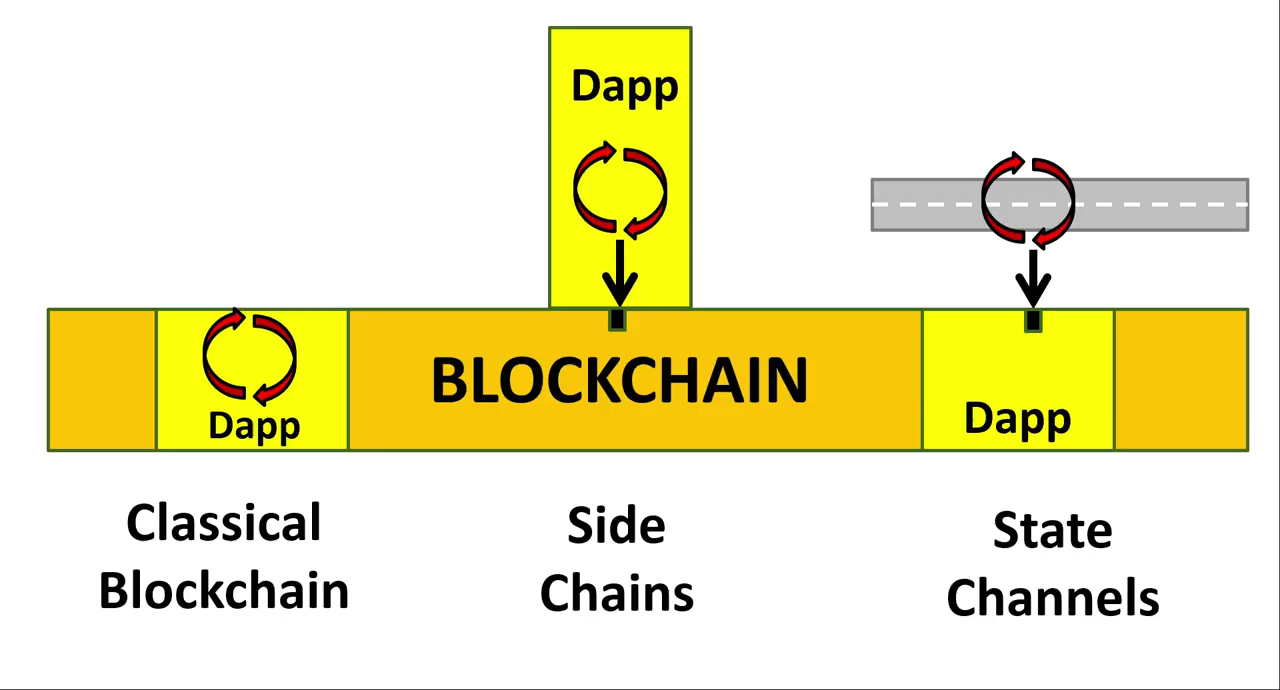 Dapp
BLOCKCHAIN
Dapp
Dapp
Classical
Blockchain
Side
Chains
State
Channels